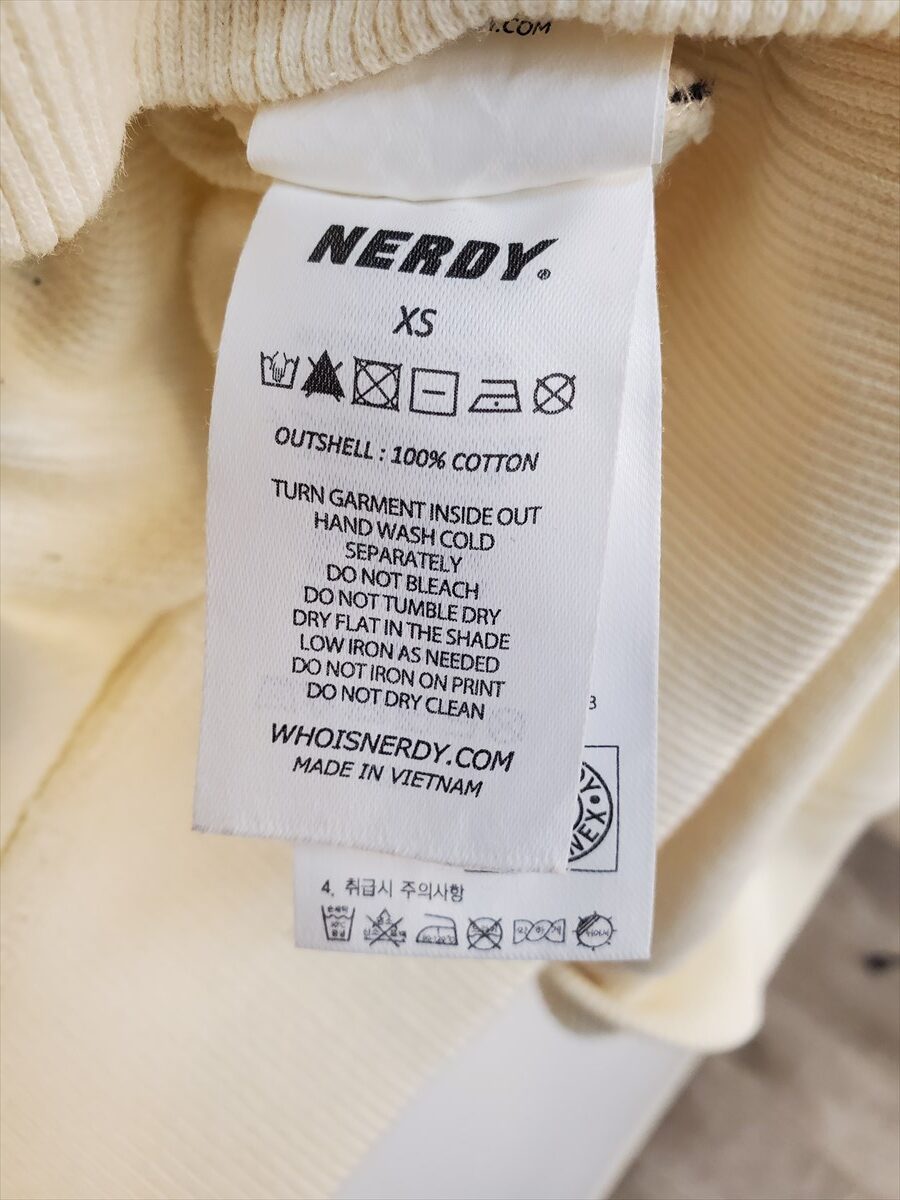 .COM
NERDY®
XS
OUTSHELL : 100% COTTON
TURN GARMENT INSIDE OUT
HAND WASH COLD
SEPARATELY
DO NOT BLEACH
DO NOT TUMBLE DRY
DRY FLAT IN THE SHADE
LOW IRON AS NEEDED
DO NOT IRON ON PRINT
DO NOT DRY CLEAN
WHOISNERDY.COM
MADE IN VIETNAM
4. 취급시 주의사항